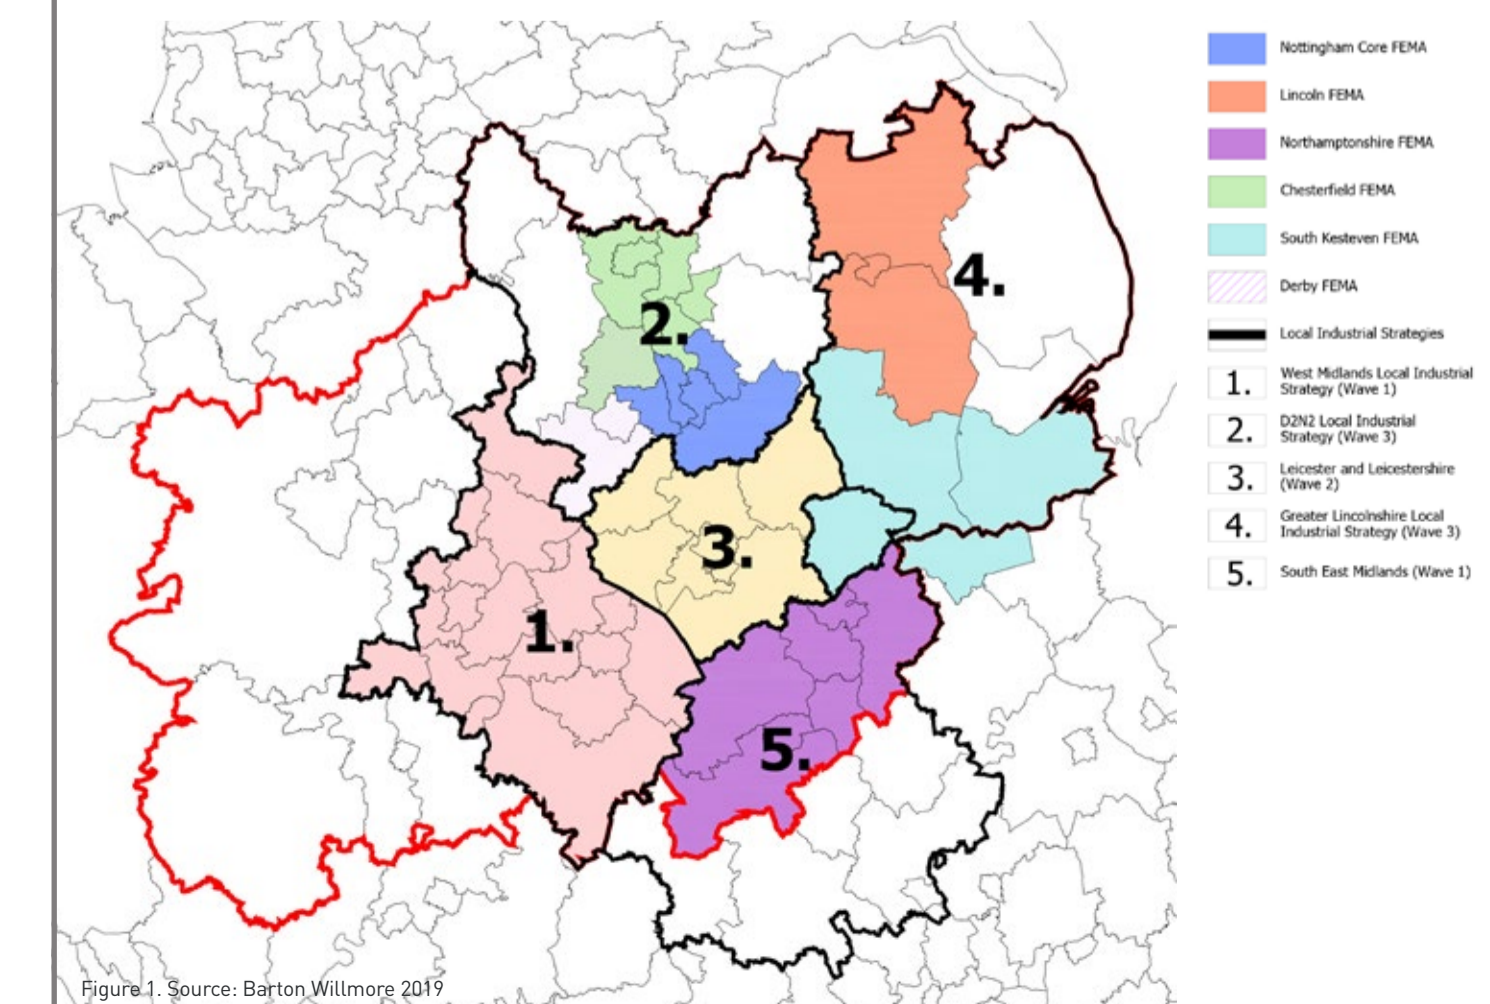 Nottingham Core FEMA
Lincoln FEMA
Northamptonshire FEMA
Chesterfield FEMA
South Kesteven FEMA
Derby FEMA
Local Industrial Strategies
1.
West Midlands Local Industrial
Strategy (Wave 1)
2.
D2N2 Local Industrial
Strategy (Wave 3)
3.
Leicester and Leicestershire
(Wave 2)
4.
Greater Lincolnshire Local
Industrial Strategy (Wave 3)
5.
South East Midlands (Wave 1)
4.
2.
3.
1.
5.
Figure 1. Source: Barton Willmore 2019